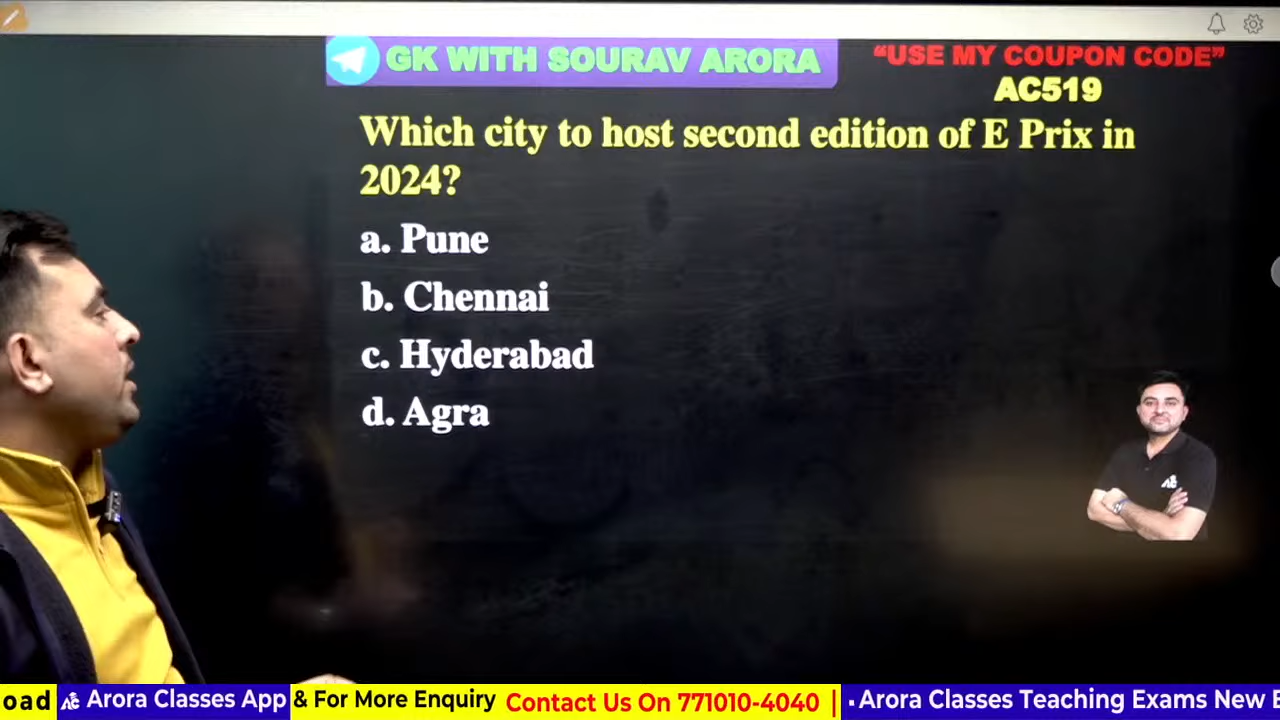 GK WITH SOURAV ARORA
“USE MY COUPON CODE”
AC519
Which city to host second edition of E Prix in
2024?
a. Pune
b. Chennai
c. Hyderabad
d. Agra
oad AC Arora Classes App & For More Enquiry Contact Us On 771010-4040 | Arora Classes Teaching Exams New